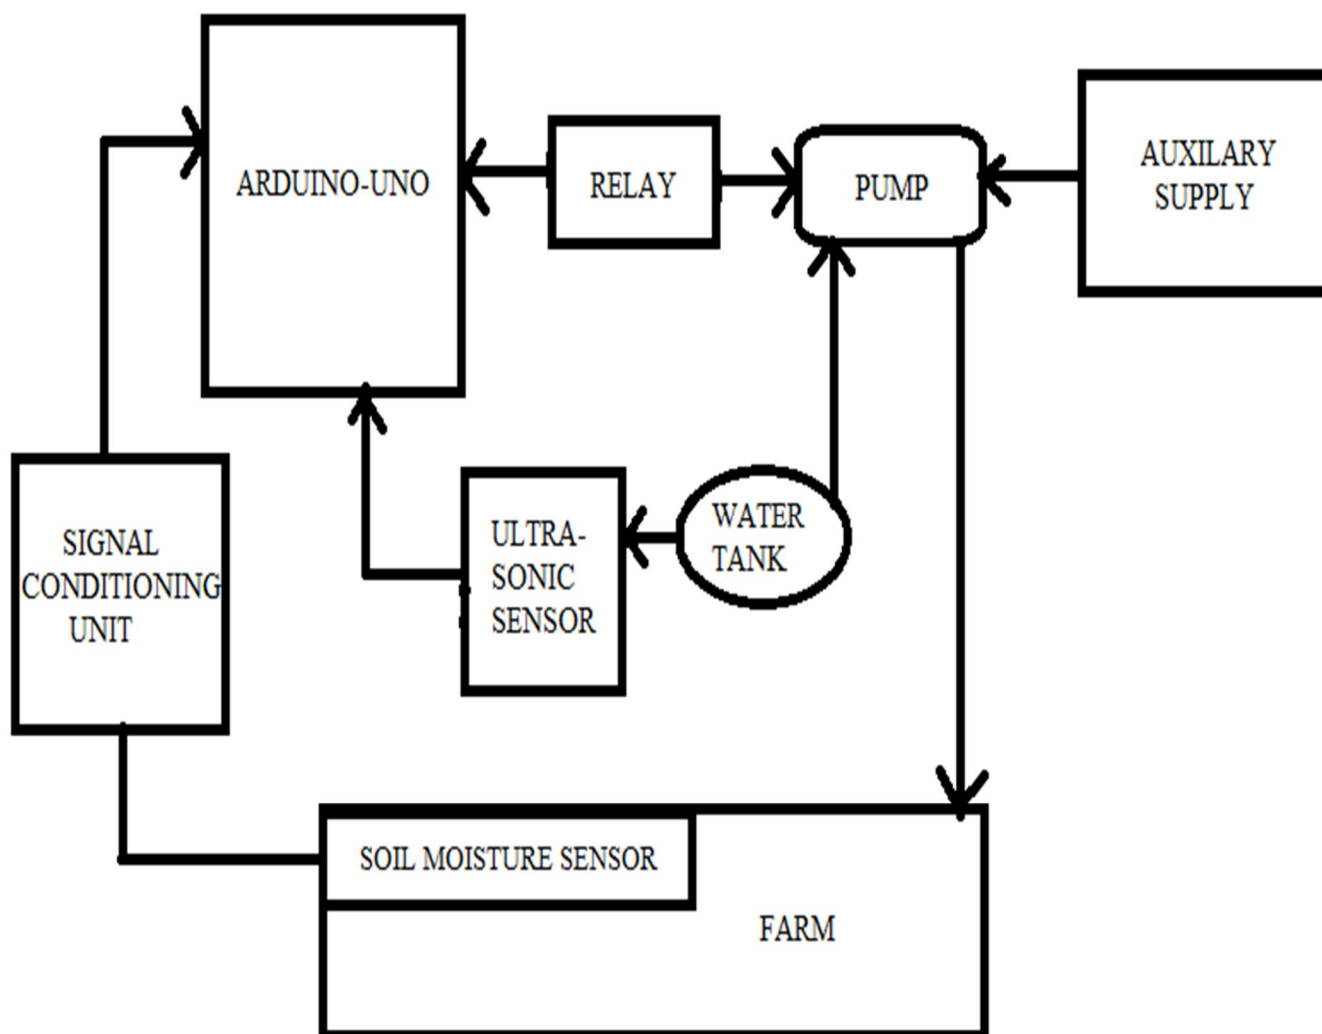 ARDUINO-UNO
RELAY
PUMP
AUXILARY
SUPPLY
SIGNAL
CONDITIONING
UNIT
ULTRA-
SONIC
SENSOR
WATER
TANK
SOIL MOISTURE SENSOR
FARM